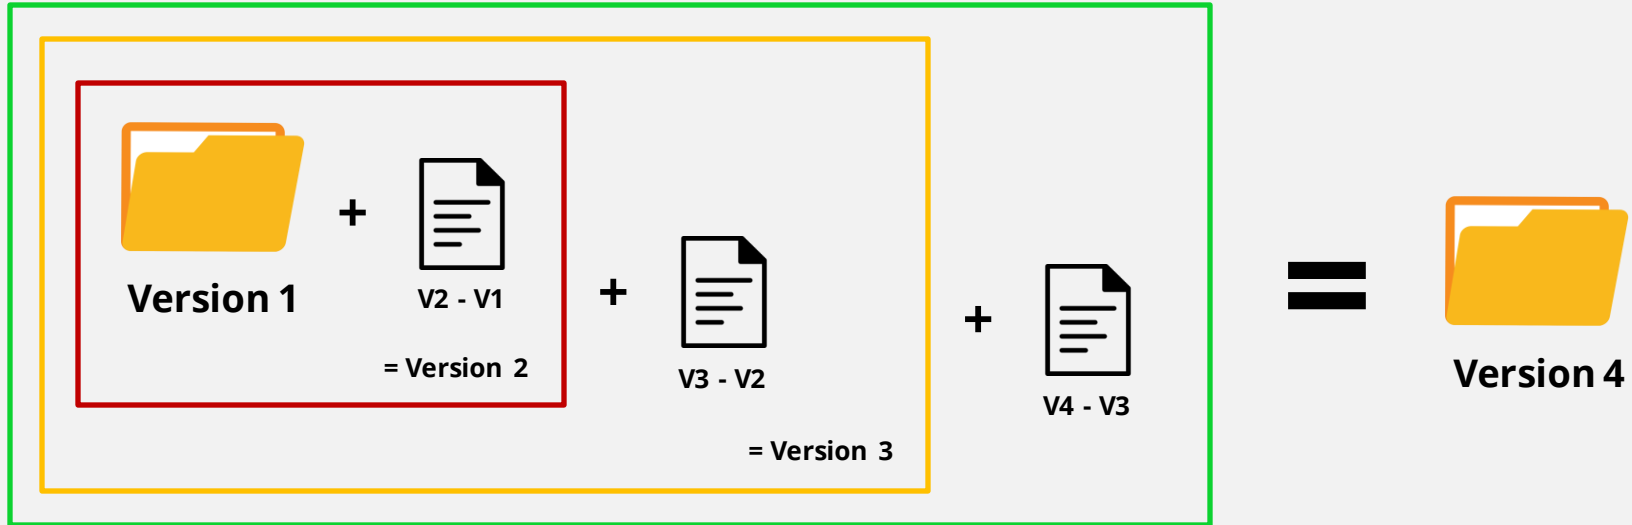 Version 1
+
V2 - V1
= Version 2
+
V3 - V2
= Version 3
+
V4 - V3
=
Version 4